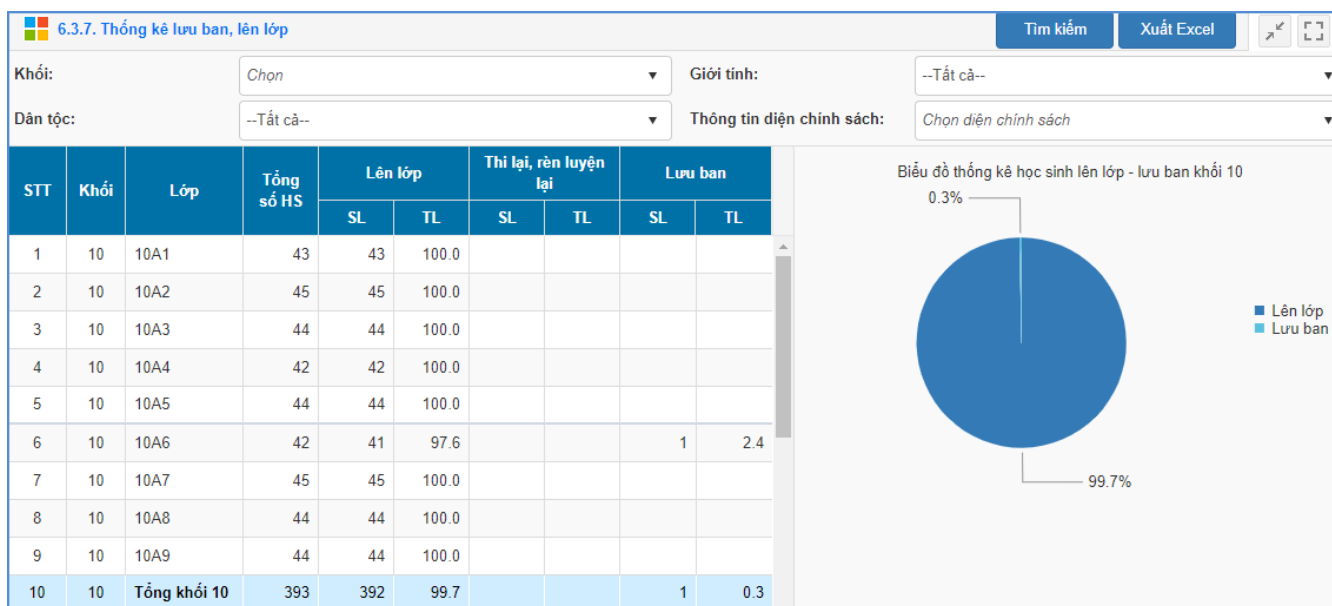 6.3.7. Thống kê lưu ban, lên lớp
Tìm kiếm
Xuất Excel
Khối:
Chọn
Giới tính:
--Tất cả--
Dân tộc:
--Tất cả--
Thông tin diện chính sách:
Chọn diện chính sách
STT Khối Lớp Tổng số HS Lên lớp Thi lại, rèn luyện lại Lưu ban
SL TL SL TL SL TL
1 10 10A1 43 43 100.0
2 10 10A2 45 45 100.0
3 10 10A3 44 44 100.0
4 10 10A4 42 42 100.0
5 10 10A5 44 44 100.0
6 10 10A6 42 41 97.6 1 2.4
7 10 10A7 45 45 100.0
8 10 10A8 44 44 100.0
9 10 10A9 44 44 100.0
10 10 Tổng khối 10 393 392 99.7 1 0.3
Biểu đồ thống kê học sinh lên lớp - lưu ban khối 10
0.3%
Lên lớp
Lưu ban
99.7%